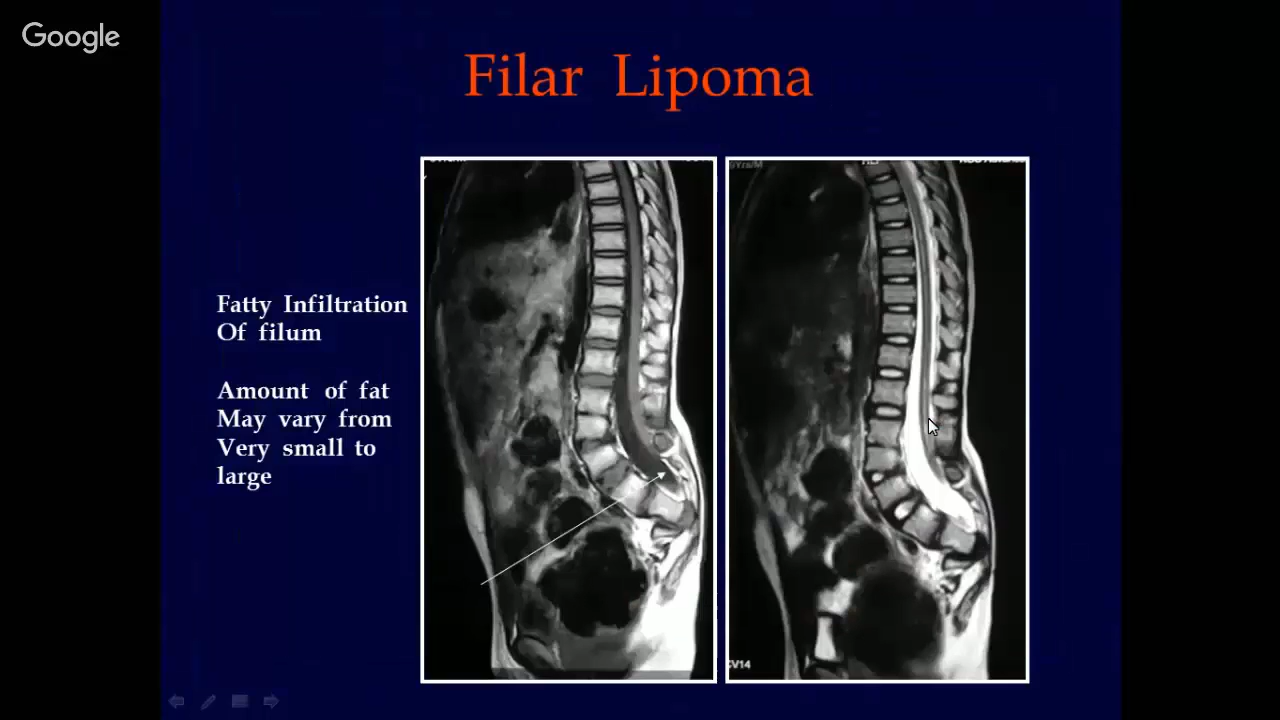 Google
Filar Lipoma
Fatty Infiltration
Of filum
Amount of fat
May vary from
Very small to
large
CV14